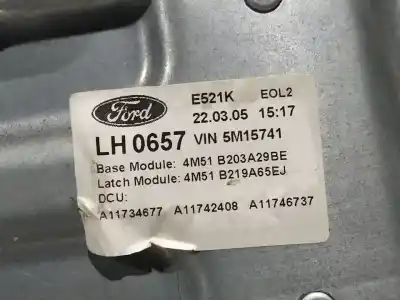 Ford
E521K EOL2
22.03.05 15:17
LH 0657 VIN 5M15741
Base Module: 4M51 B203A29BE
Latch Module: 4M51 B219A65EJ
DCU:
A11734677 A11742408 A11746737